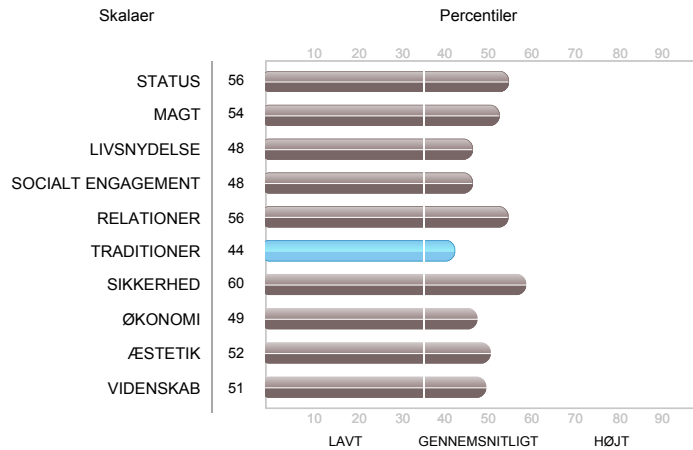 Skalaer Percentiler
10 20 30 40 50 60 70 80 90
STATUS 56
MAGT 54
LIVSNYDELSE 48
SOCIALT ENGAGEMENT 48
RELATIONER 56
TRADITIONER 44
SIKKERHED 60
ØKONOMI 49
ÆSTETIK 52
VIDENSKAB 51
10 20 30 40 50 60 70 80 90
LAVT GENNEMSNITLIGT HØJT